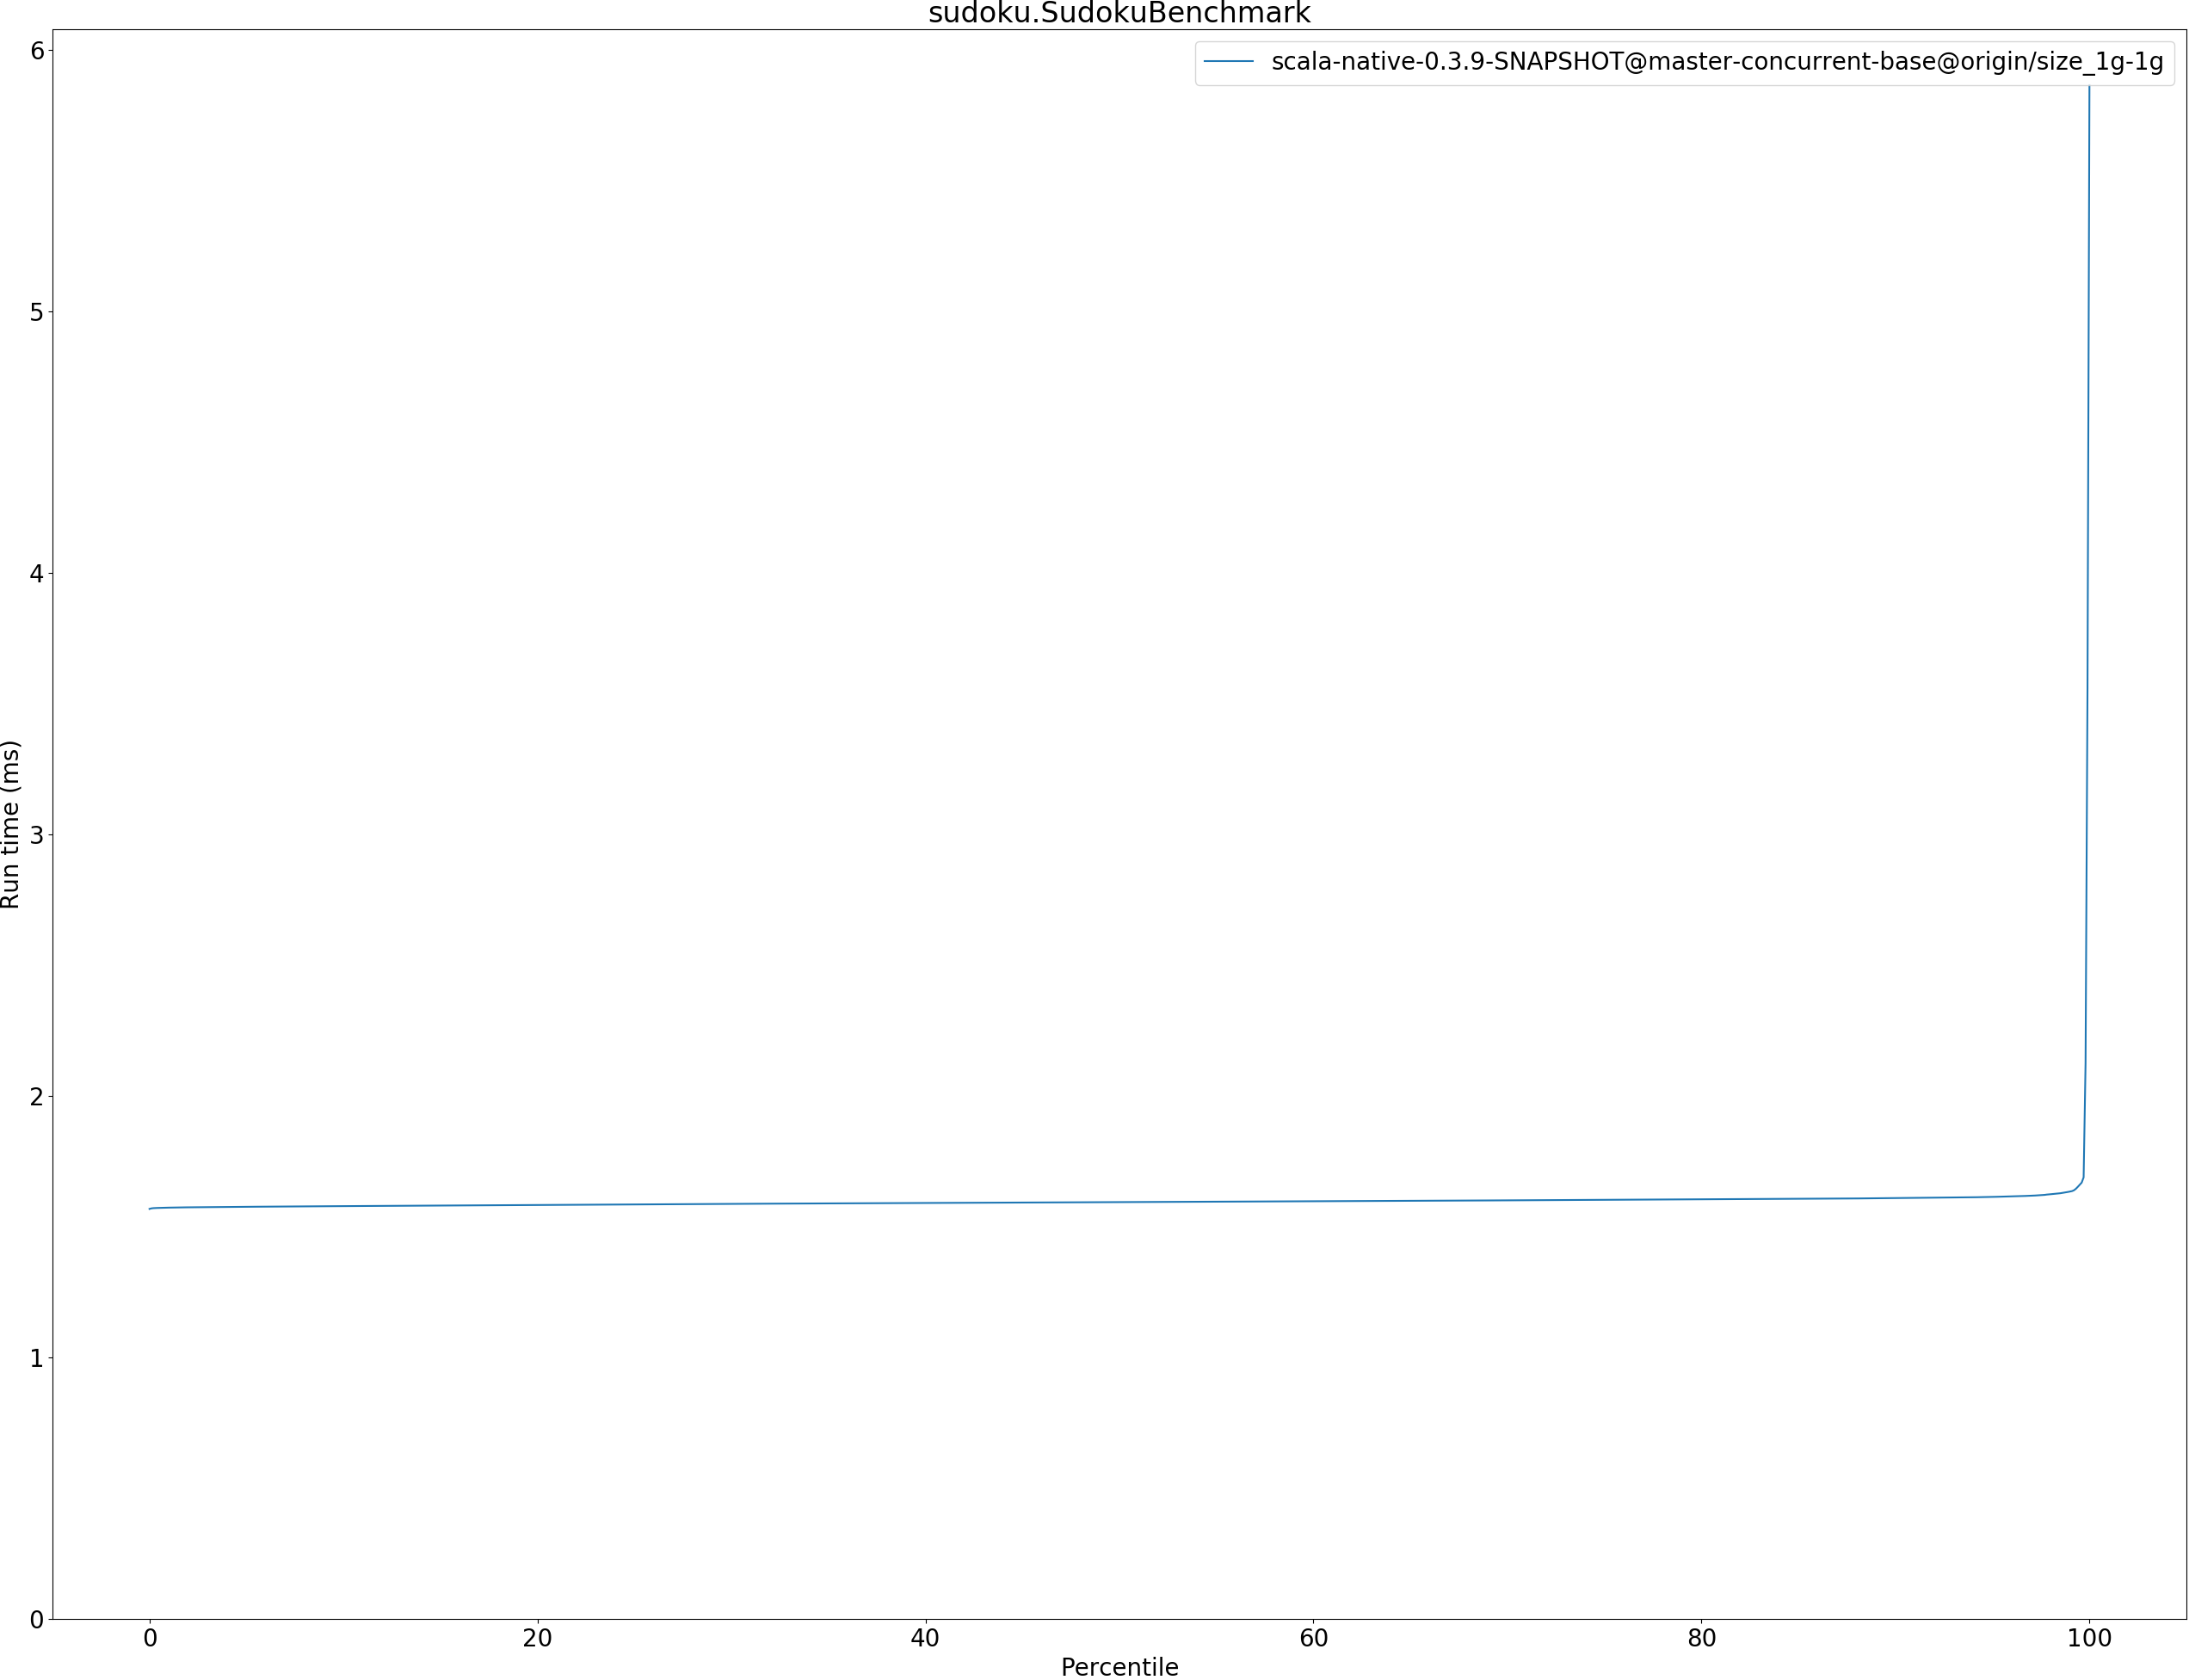 sudoku.SudokuBenchmark
scala-native-0.3.9-SNAPSHOT@master-concurrent-base@origin/size_1g-1g
6
5
4
3
2
1
0
Run time (ms)
0 20 40 60 80 100
Percentile